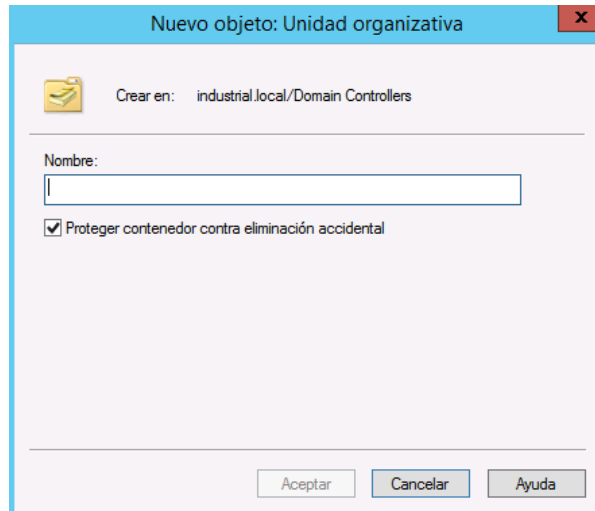 Nuevo objeto: Unidad organizativa
x
Crear en: industrial.local/Domain Controllers
Nombre:
Proteger contenedor contra eliminación accidental
Aceptar Cancelar Ayuda